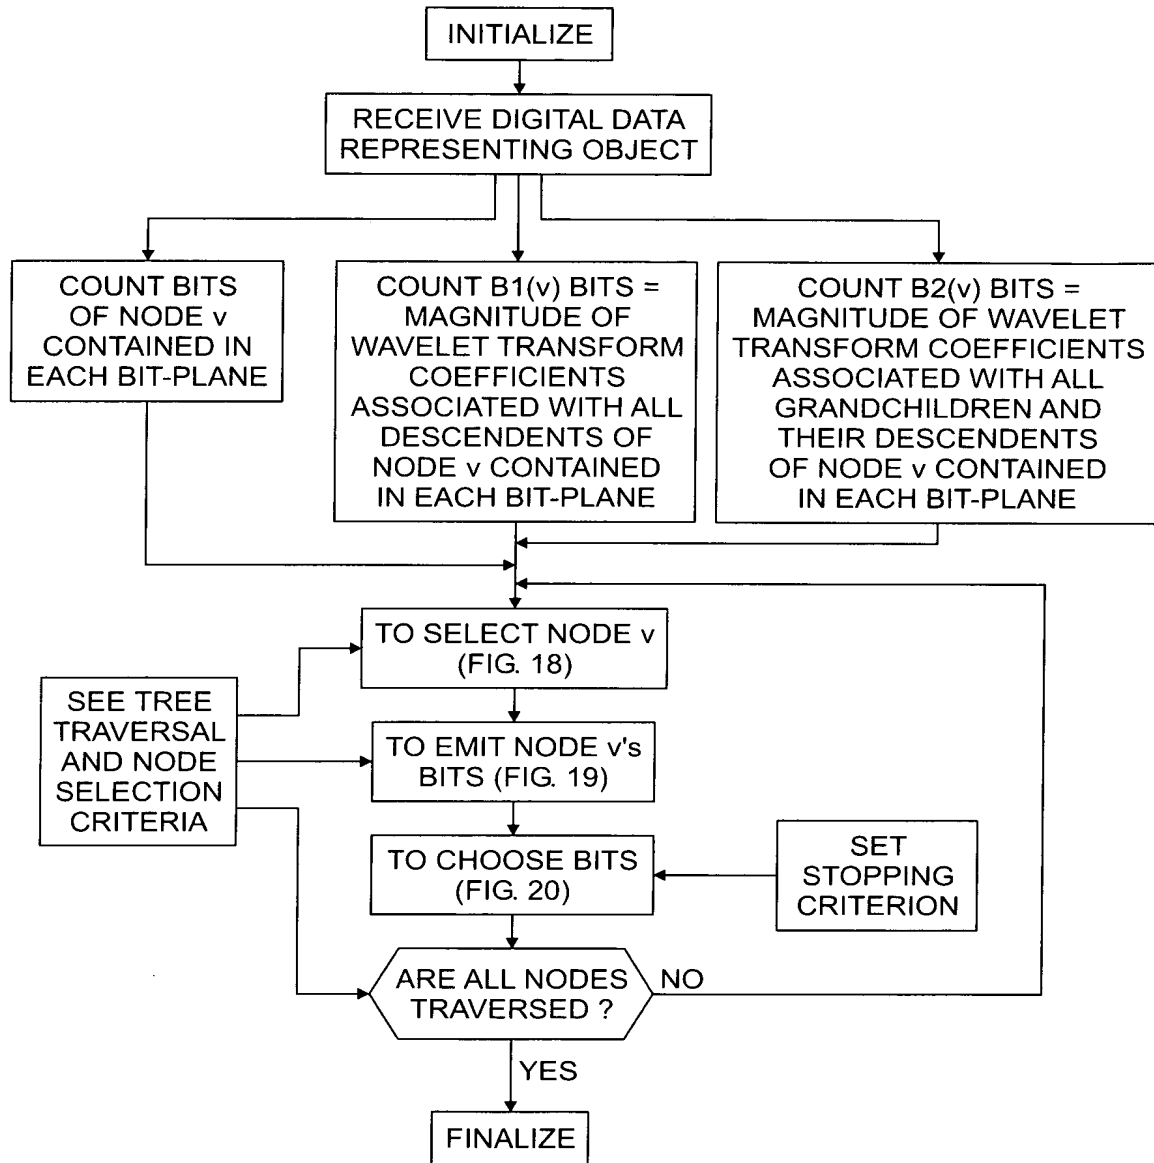 INITIALIZE
RECEIVE DIGITAL DATA
REPRESENTING OBJECT
COUNT BITS
OF NODE v
CONTAINED IN
EACH BIT-PLANE
COUNT B1(v) BITS =
MAGNITUDE OF
WAVELET TRANSFORM
COEFFICIENTS
ASSOCIATED WITH ALL
DESCENDENTS OF
NODE v CONTAINED
IN EACH BIT-PLANE
COUNT B2(v) BITS =
MAGNITUDE OF WAVELET
TRANSFORM COEFFICIENTS
ASSOCIATED WITH ALL
GRANDCHILDREN AND
THEIR DESCENDENTS
OF NODE v CONTAINED
IN EACH BIT-PLANE
TO SELECT NODE v
(FIG. 18)
SEE TREE
TRAVERSAL
AND NODE
SELECTION
CRITERIA
TO EMIT NODE v's
BITS (FIG. 19)
TO CHOOSE BITS
(FIG. 20)
SET
STOPPING
CRITERION
ARE ALL NODES
TRAVERSED ?
NO
YES
FINALIZE